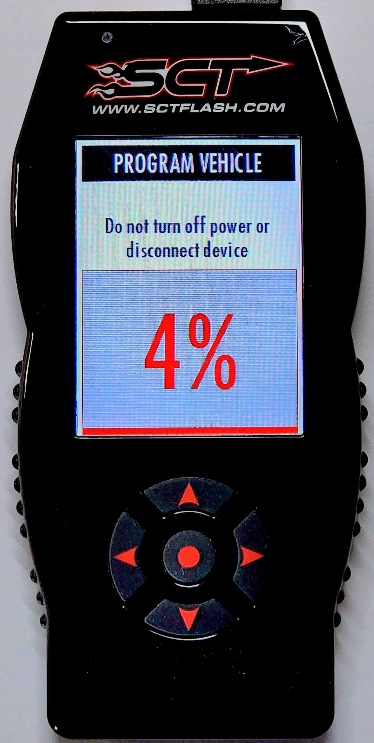 SCT
WWW.SCTFLASH.COM
PROGRAM VEHICLE
Do not turn off power or
disconnect device
4%